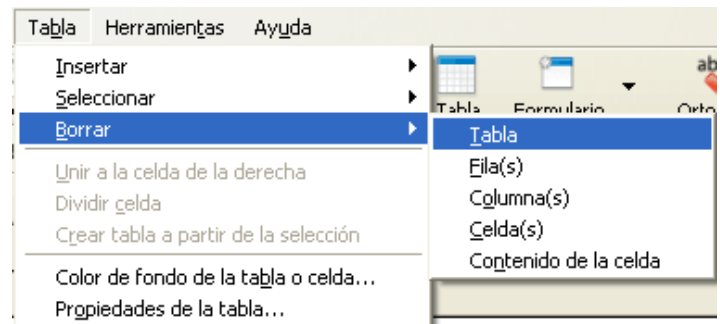 Tabla Herramientas Ayuda
Insertar
Seleccionar
Borrar
Unir a la celda de la derecha
Dividir celda
Crear tabla a partir de la selección
Color de fondo de la tabla o celda...
Propiedades de la tabla...
Tabla Formulario
Tabla
Fila(s)
Columna(s)
Celda(s)
Contenido de la celda